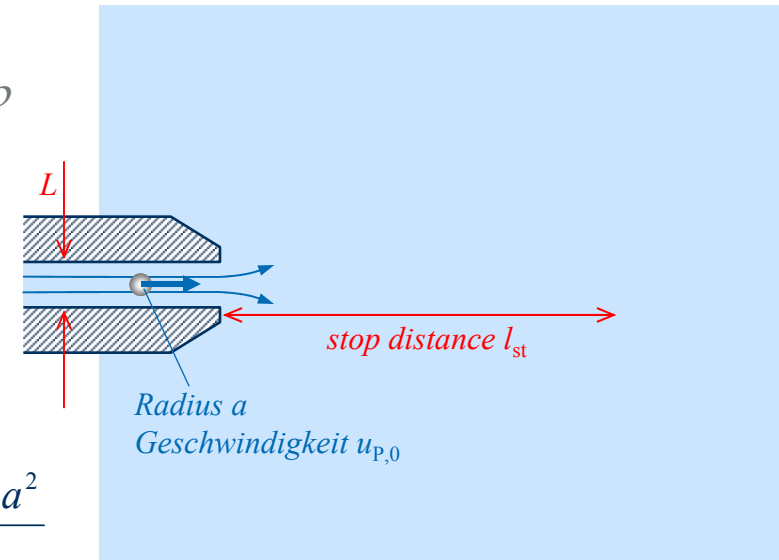 L
stop distance l_st
Radius a
Geschwindigkeit u_P,0
a²